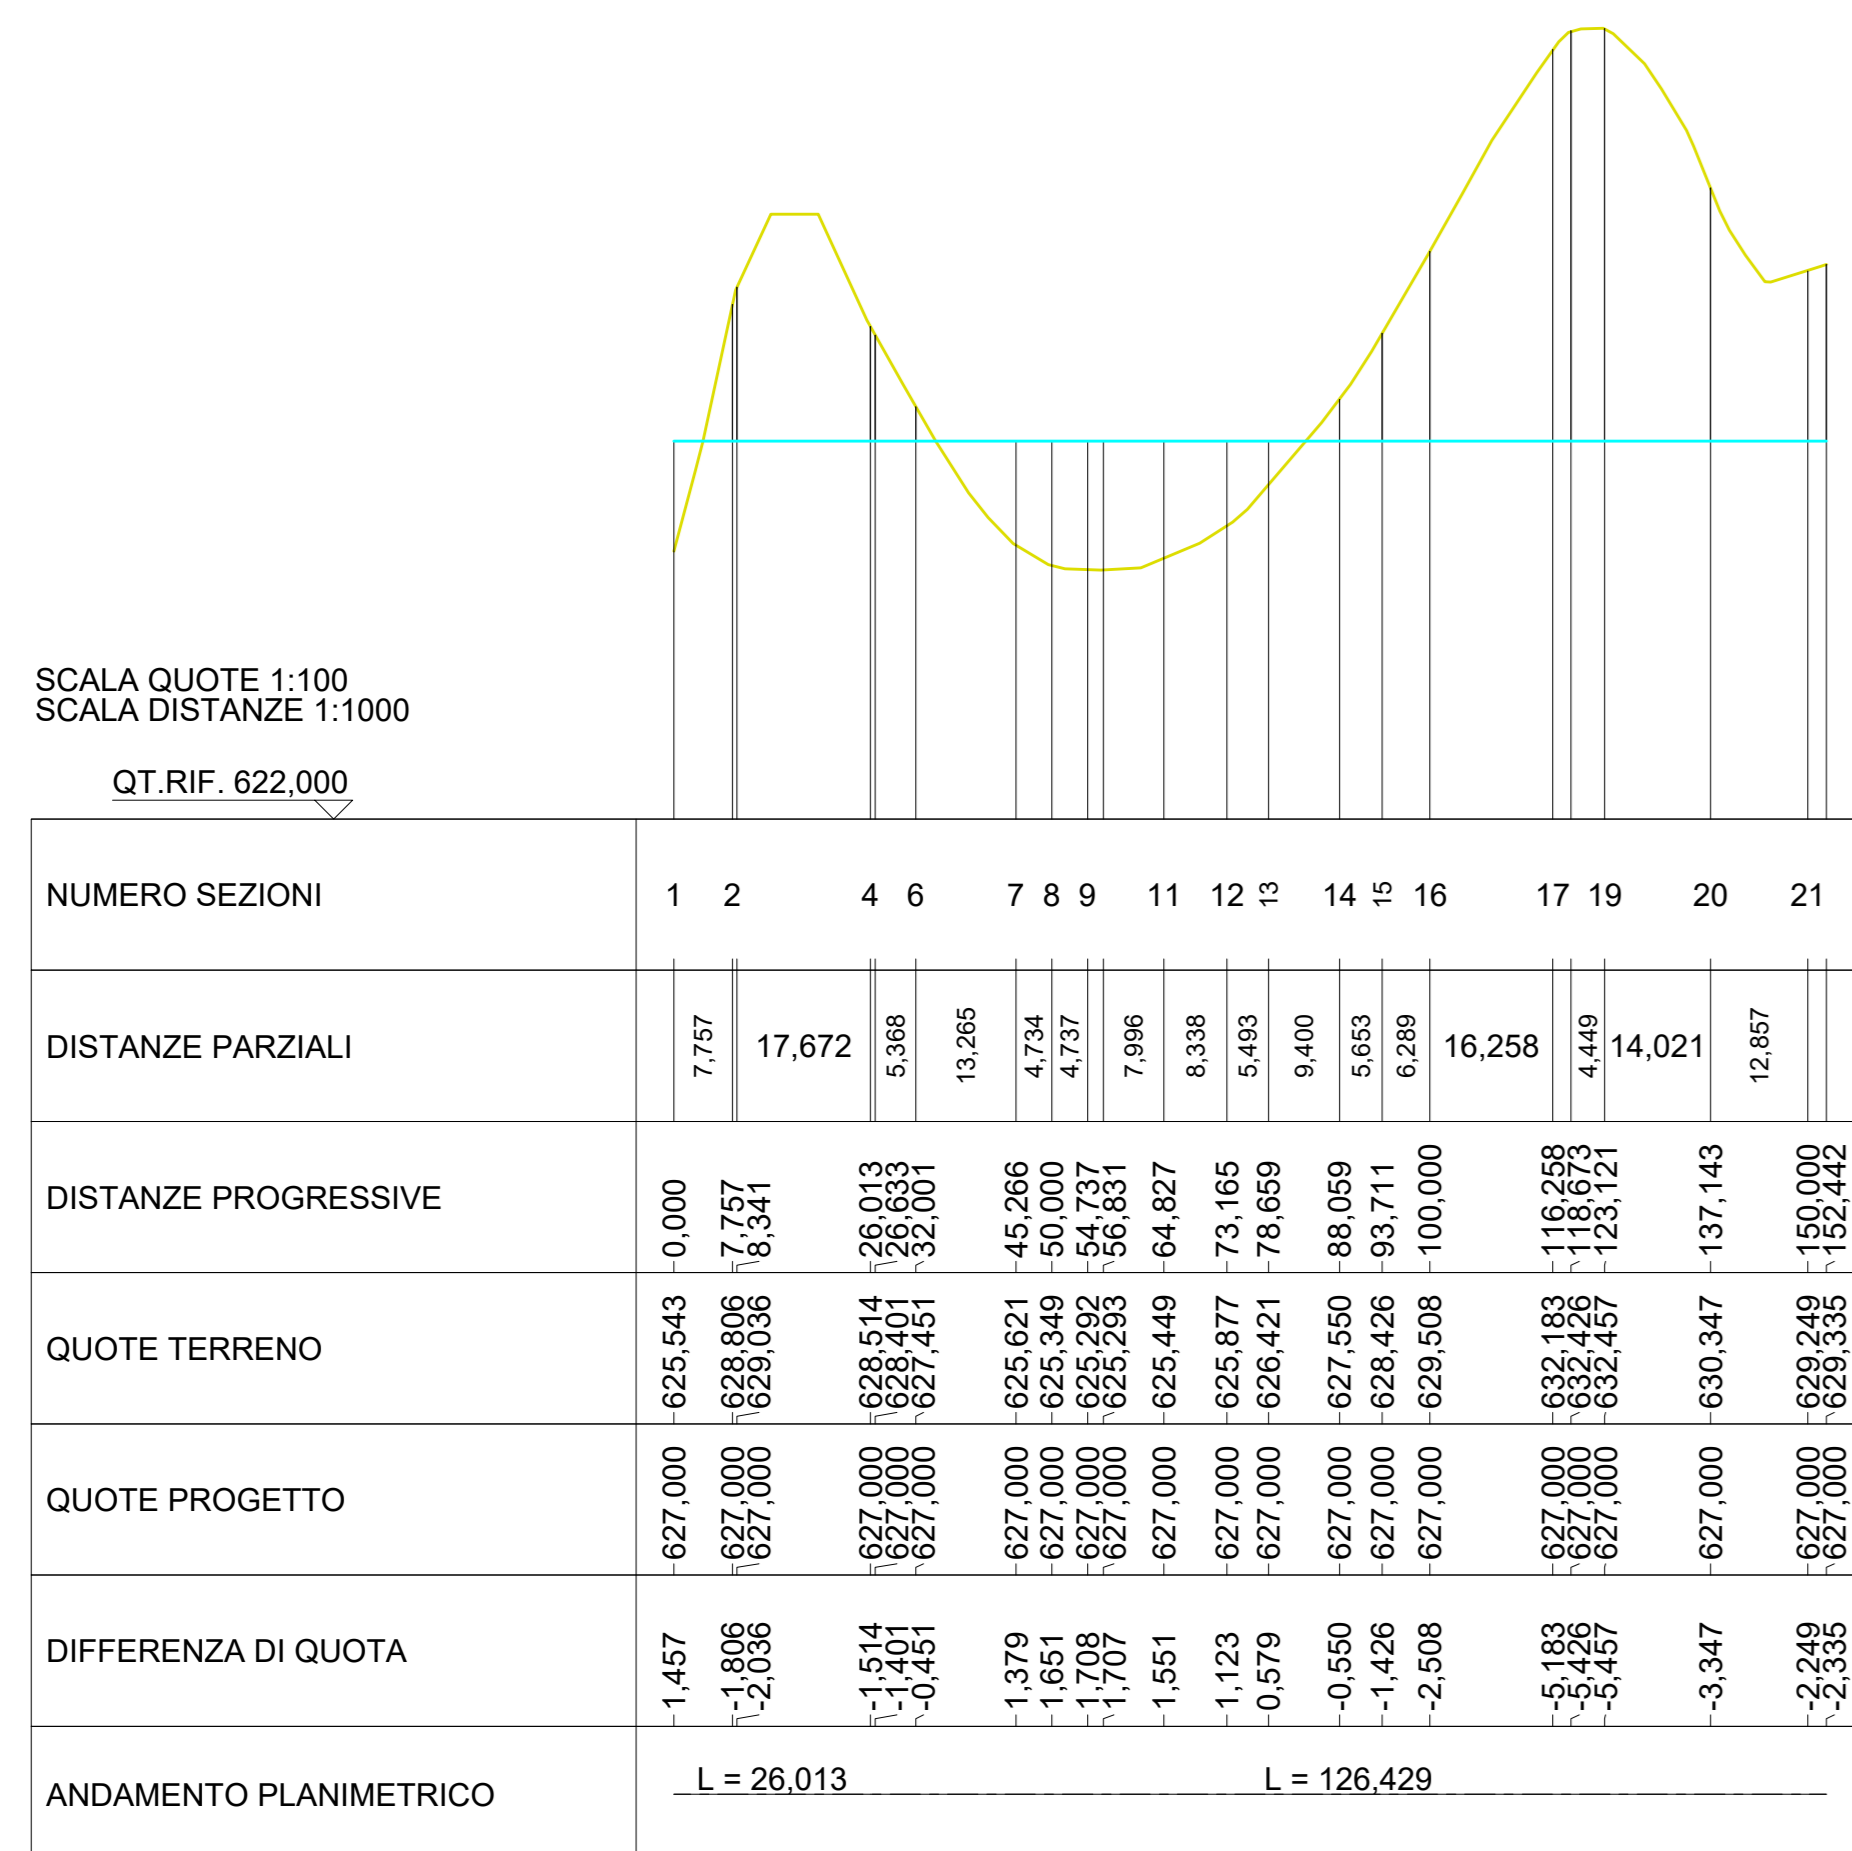 SCALA QUOTE 1:100
SCALA DISTANZE 1:1000
QT.RIF. 622,000
NUMERO SEZIONI 1 2 4 6 7 8 9 11 12 13 14 15 16 17 19 20 21
DISTANZE PARZIALI 7,757 17,672 5,368 13,265 4,734 4,737 7,996 8,338 5,493 9,400 5,653 6,289 16,258 4,449 14,021 12,857
DISTANZE PROGRESSIVE 0,000 7,757 8,341 26,013 26,633 32,001 45,266 50,000 54,737 56,831 64,827 73,165 78,659 88,059 93,711 100,000 116,258 118,673 123,121 137,143 150,000 152,442
QUOTE TERRENO 625,543 628,806 629,036 628,514 628,401 627,451 625,621 625,349 625,292 625,293 625,449 625,877 626,421 627,550 628,426 629,508 632,183 632,426 632,457 630,347 629,249 629,335
QUOTE PROGETTO 627,000 627,000 627,000 627,000 627,000 627,000 627,000 627,000 627,000 627,000 627,000 627,000 627,000 627,000 627,000 627,000 627,000 627,000 627,000 627,000 627,000 627,000
DIFFERENZA DI QUOTA 1,457 -1,806 -2,036 -1,514 -1,401 -0,451 1,379 1,651 1,708 1,707 1,551 1,123 0,579 -0,550 -1,426 -2,508 -5,183 -5,426 -5,457 -3,347 -2,249 -2,335
ANDAMENTO PLANIMETRICO L = 26,013 L = 126,429